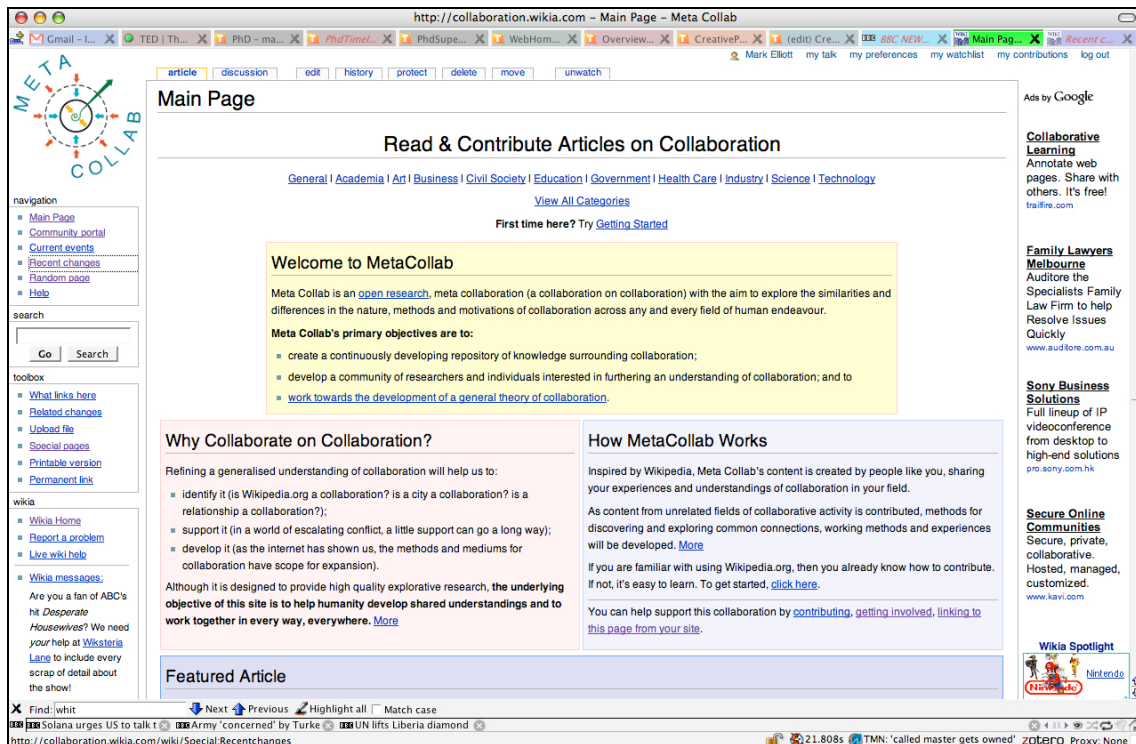 http://collaboration.wikia.com – Main Page – Meta Collab
Gmail – I... TED | Th... PhD – ma... PhdTimel... PhdSupe... WebHom... Overview... CreativeP... (edit) Cre... BBC NEW... Main Pag... Recent c...
Mark Elliott my talk my preferences my watchlist my contributions log out
META COLLAB
article discussion edit history protect delete move unwatch
Main Page
Read & Contribute Articles on Collaboration
General | Academia | Art | Business | Civil Society | Education | Government | Health Care | Industry | Science | Technology
View All Categories
First time here? Try Getting Started
navigation
Main Page
Community portal
Current events
Recent changes
Random page
Help
search
Go Search
toolbox
What links here
Related changes
Upload file
Special pages
Printable version
Permanent link
wikia
Wikia Home
Report a problem
Live wiki help
Wikia messages:
Are you a fan of ABC's
hit Desperate
Housewives? We need
your help at Wiksteria
Lane to include every
scrap of detail about
the show!
Welcome to MetaCollab
Meta Collab is an open research, meta collaboration (a collaboration on collaboration) with the aim to explore the similarities and
differences in the nature, methods and motivations of collaboration across any and every field of human endeavour.
Meta Collab's primary objectives are to:
create a continuously developing repository of knowledge surrounding collaboration;
develop a community of researchers and individuals interested in furthering an understanding of collaboration; and to
work towards the development of a general theory of collaboration.
Why Collaborate on Collaboration?
Refining a generalised understanding of collaboration will help us to:
identify it (is Wikipedia.org a collaboration? is a city a collaboration? is a
relationship a collaboration?);
support it (in a world of escalating conflict, a little support can go a long way);
develop it (as the internet has shown us, the methods and mediums for
collaboration have scope for expansion).
Although it is designed to provide high quality explorative research, the underlying
objective of this site is to help humanity develop shared understandings and to
work together in every way, everywhere. More
How MetaCollab Works
Inspired by Wikipedia, Meta Collab's content is created by people like you, sharing
your experiences and understandings of collaboration in your field.
As content from unrelated fields of collaborative activity is contributed, methods for
discovering and exploring common connections, working methods and experiences
will be developed. More
If you are familiar with using Wikipedia.org, then you already know how to contribute.
If not, it's easy to learn. To get started, click here.
You can help support this collaboration by contributing, getting involved, linking to
this page from your site.
Featured Article
Ads by Google
Collaborative
Learning
Annotate web
pages. Share with
others. It's free!
trailfire.com
Family Lawyers
Melbourne
Auditore the
Specialists Family
Law Firm to help
Resolve Issues
Quickly
www.auditore.com.au
Sony Business
Solutions
Full lineup of IP
videoconference
from desktop to
high-end solutions
pro.sony.com.hk
Secure Online
Communities
Secure, private,
collaborative.
Hosted, managed,
customized.
www.kavi.com
Wikia Spotlight
Nintendo
Nintendo
Find: whit Next Previous Highlight all Match case
BBC Solana urges US to talk t BBC Army 'concerned' by Turke BBC UN lifts Liberia diamond
http://collaboration.wikia.com/wiki/Special:Recentchanges 21.808s TMN: 'called master gets owned' zotero Proxy: None